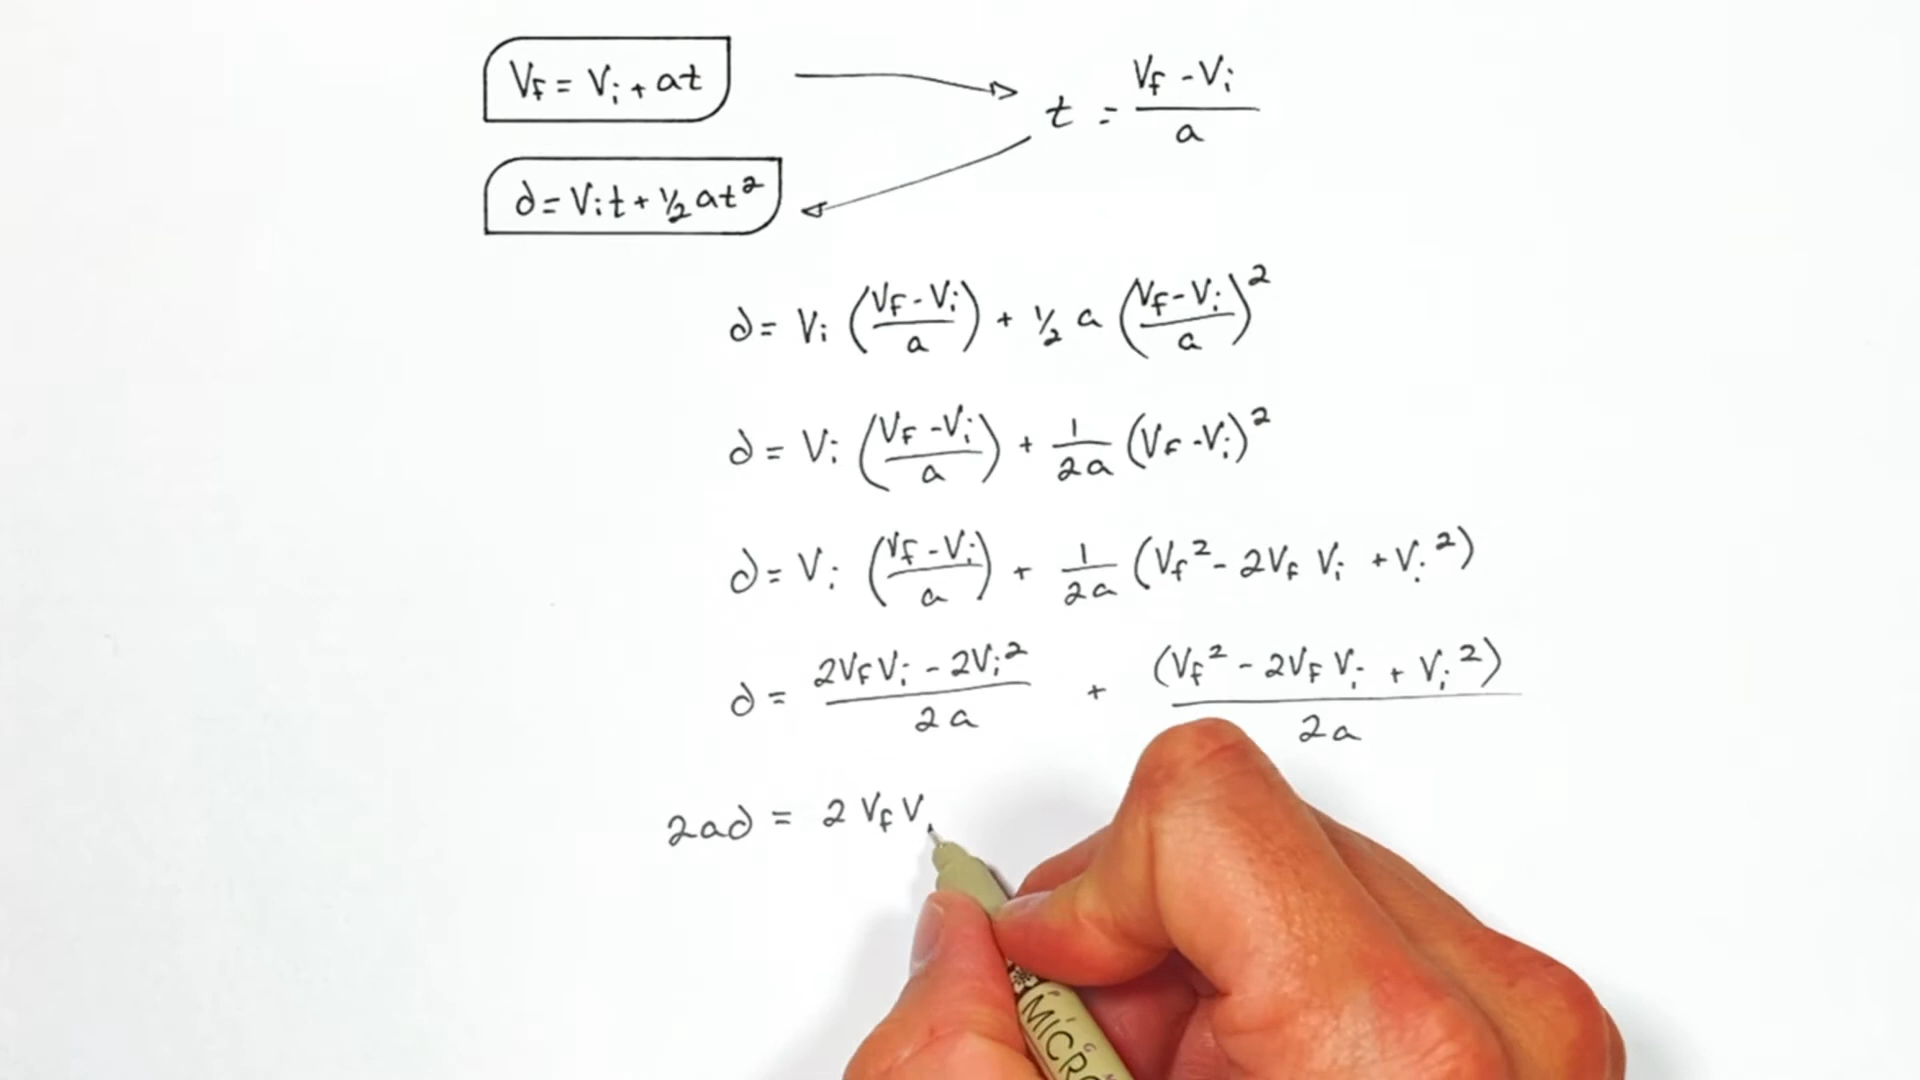 Vf = Vi + at
t = Vf - Vi / a
d = Vit + ½ at²
d = Vi (Vf - Vi / a) + ½ a (Vf - Vi / a)²
d = Vi (Vf - Vi / a) + 1/2a (Vf - Vi)²
d = Vi (Vf - Vi / a) + 1/2a (Vf² - 2Vf Vi + Vi²)
d = 2VfVi - 2Vi² / 2a + (Vf² - 2Vf Vi + Vi²) / 2a
2ad = 2 Vf V